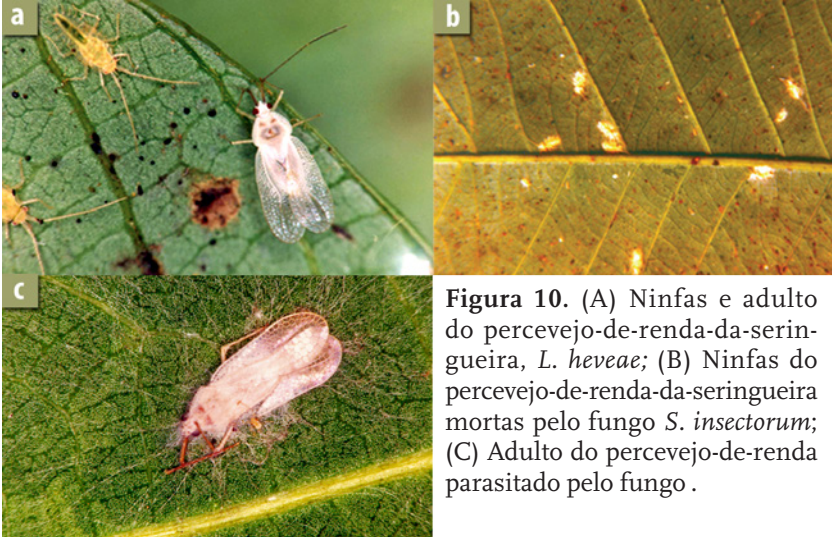 a
b
c
Figura 10. (A) Ninfas e adulto
do percevejo-de-renda-da-serin-
gueira, L. heveae; (B) Ninfas do
percevejo-de-renda-da-seringueira
mortas pelo fungo S. insectorum;
(C) Adulto do percevejo-de-renda
parasitado pelo fungo .